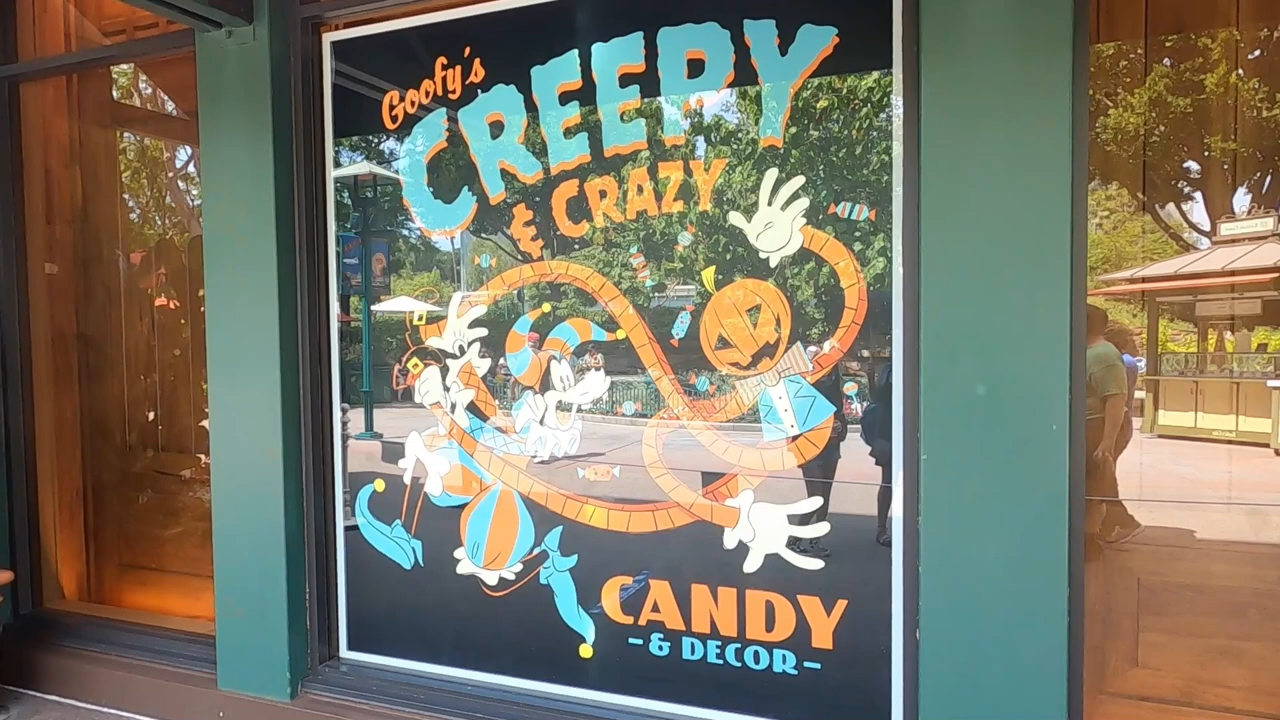 Goofy's
CREEPY
& CRAZY
CANDY
- & DECOR -